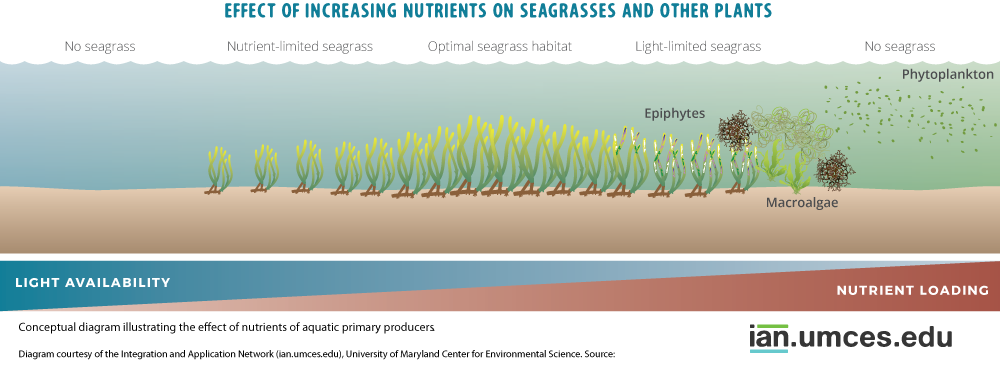 EFFECT OF INCREASING NUTRIENTS ON SEAGRASSES AND OTHER PLANTS
No seagrass
Nutrient-limited seagrass
Optimal seagrass habitat
Light-limited seagrass
No seagrass
Phytoplankton
Epiphytes
Macroalgae
LIGHT AVAILABILITY
NUTRIENT LOADING
Conceptual diagram illustrating the effect of nutrients of aquatic primary producers.
Diagram courtesy of the Integration and Application Network (ian.umces.edu), University of Maryland Center for Environmental Science. Source:
ian.umces.edu